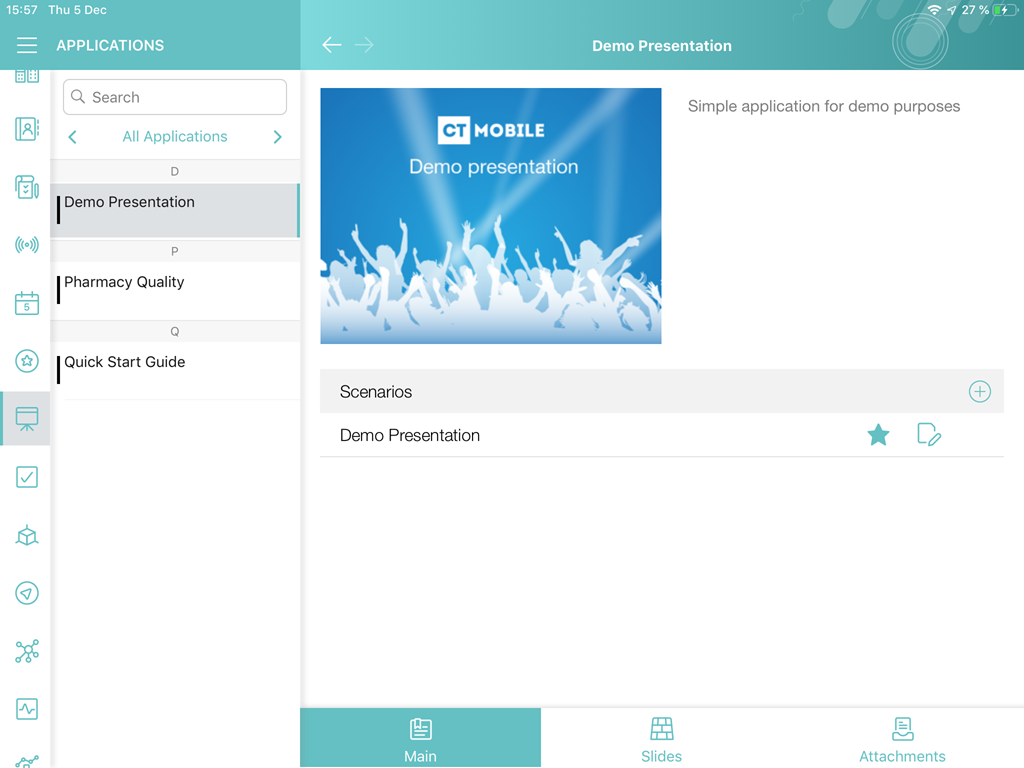 15:57 Thu 5 Dec
27 %
APPLICATIONS
Demo Presentation
Search
All Applications
D
Demo Presentation
P
Pharmacy Quality
Q
Quick Start Guide
5
CT MOBILE
Demo presentation
Simple application for demo purposes
Scenarios
Demo Presentation
Main
Slides
Attachments